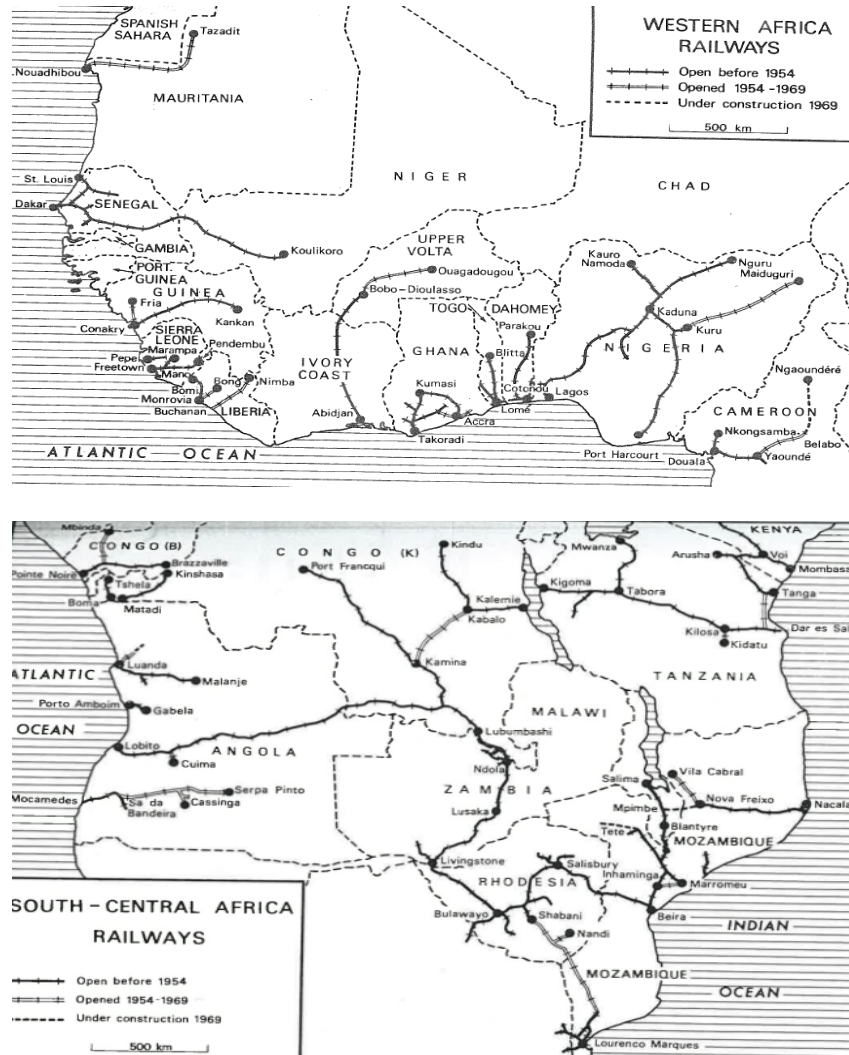 SPANISH
SAHARA
Tazadit
Nouadhibou
MAURITANIA
WESTERN AFRICA
RAILWAYS
Open before 1954
Opened 1954-1969
Under construction 1969
500 km
NIGER
CHAD
St. Louis
Dakar
SENEGAL
GAMBIA
PORT.
GUINEA
GUINEA
Koulikoro
UPPER
VOLTA
Ouagadougou
Bobo-Dioulasso
Kauro
Namoda
Nguru
Maiduguri
Fria
Conakry
Kankan
SIERRA
LEONE
Marampa
Pendembu
Pepel
Freetown
Mano
Bomi
Bong
Nimba
Monrovia
Buchanan
LIBERIA
IVORY
COAST
Abidjan
TOGO
DAHOMEY
Parakou
GHANA
Blitta
Kumasi
Cotonou
Lagos
Lomé
Accra
Takoradi
Kaduna
Kuru
NIGERIA
Ngaoundéré
CAMEROON
Nkongsamba
Belabo
Port Harcourt
Douala
Yaoundé
ATLANTIC OCEAN
Mbinda
CONGO (B)
CONGO (K)
Brazzaville
Pointe Noire
Kinshasa
Tshela
Boma
Matadi
Port Francqui
Kindu
Mwanza
KENYA
Arusha
Voi
Mombasa
Kigoma
Tabora
Tanga
Kalemie
Kabalo
Kilosa
Dar es Sal
Kidatu
Kamina
Luanda
Malanje
ATLANTIC
TANZANIA
Porto Amboim
Gabela
OCEAN
MALAWI
Lobito
ANGOLA
Cuima
Lubumbashi
Ndola
ZAMBIA
Salima
Vila Cabral
Serpa Pinto
Mocamedes
Sa da
Bandeira
Cassinga
Lusaka
Mpimbe
Nova Freixo
Nacala
Blantyre
Tete
MOZAMBIQUE
Livingstone
Salisbury
RHODESIA
Inhaminga
Marromeu
Bulawayo
Shabani
Beira
INDIAN
Nandi
MOZAMBIQUE
OCEAN
Lourenco Marques
SOUTH-CENTRAL AFRICA
RAILWAYS
Open before 1954
Opened 1954-1969
Under construction 1969
500 km